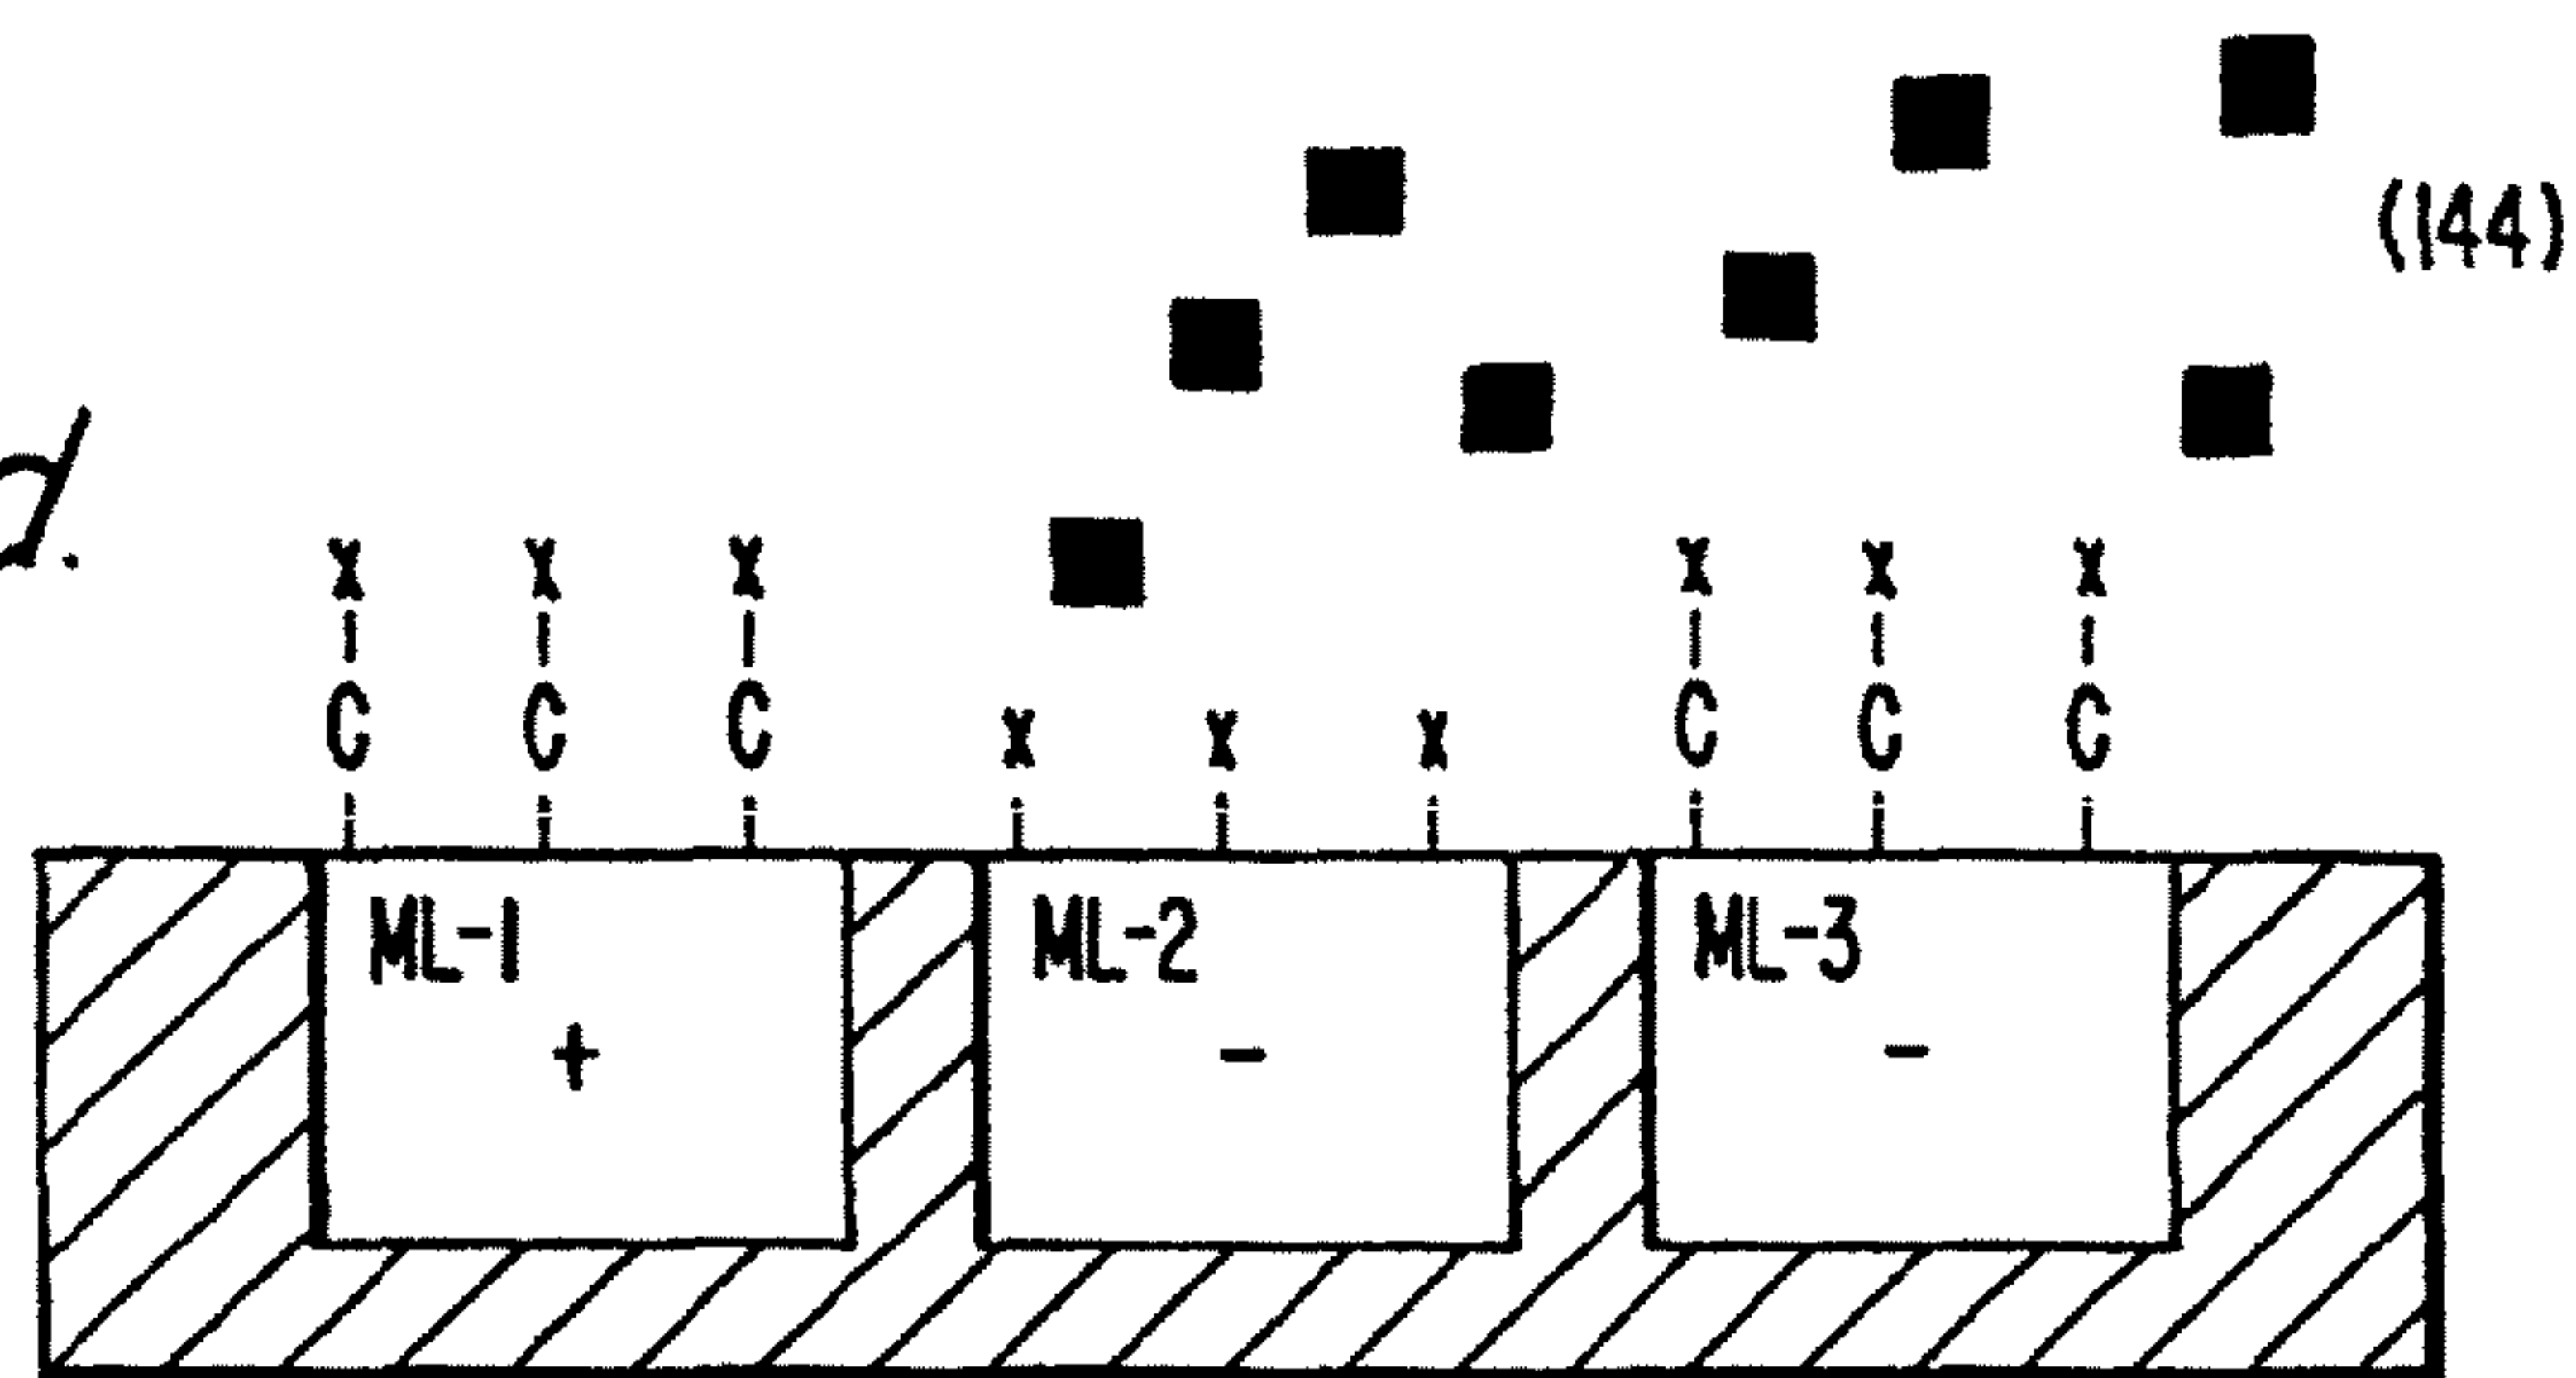 (144)
d.
X X X X X X
C C C X X X C C C
ML-1 ML-2 ML-3
+ - -